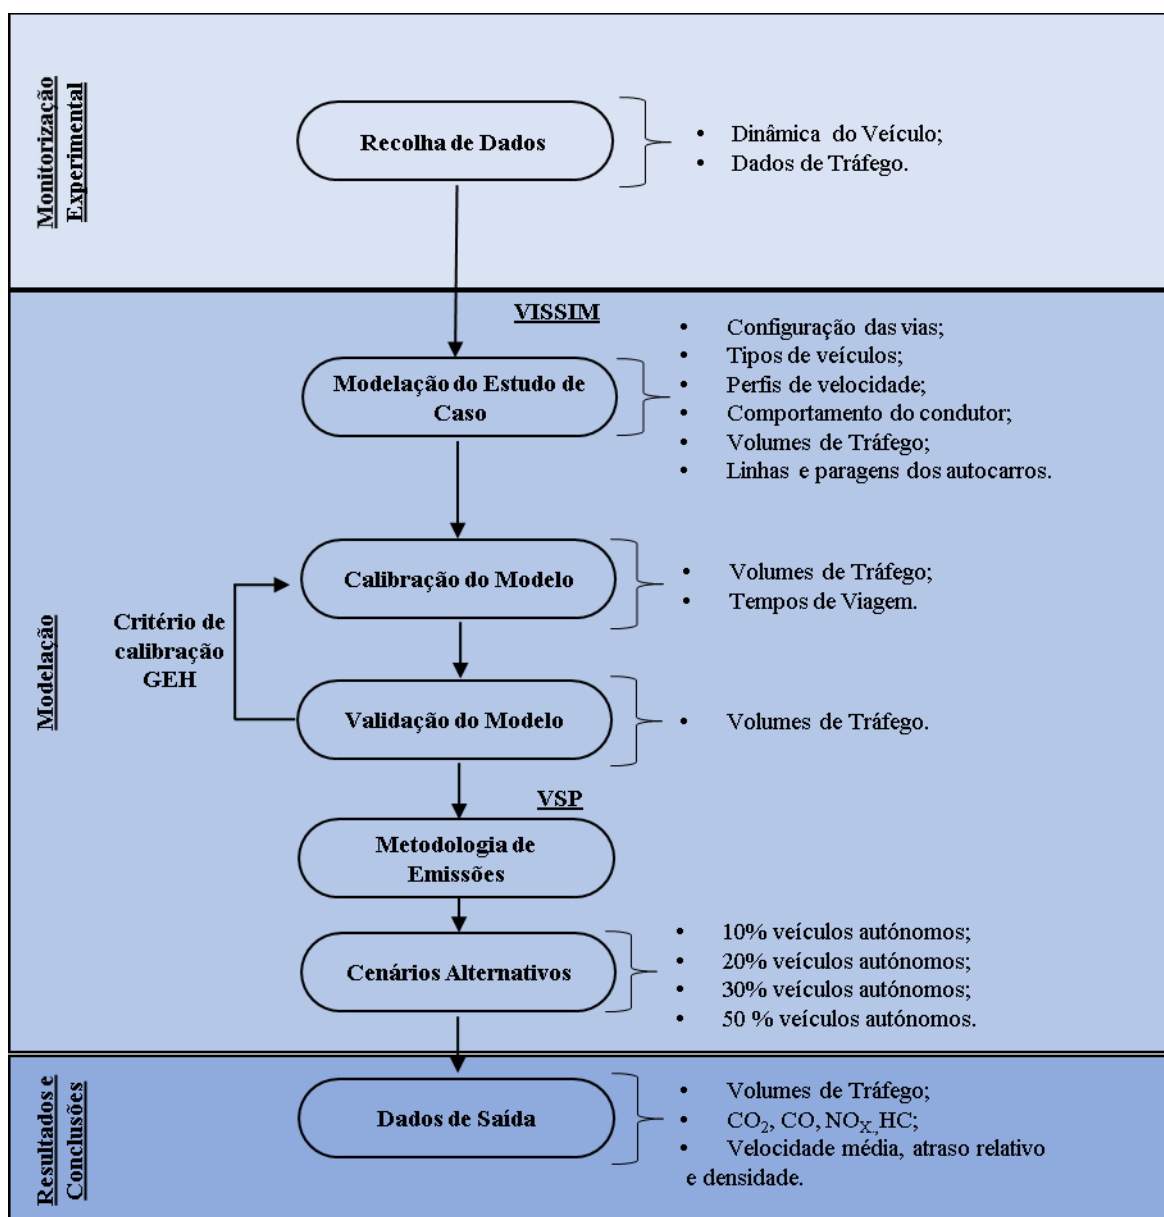 Monitorização
Experimental
Recolha de Dados
• Dinâmica do Veículo;
• Dados de Tráfego.
Modelação
VISSIM
Modelação do Estudo de
Caso
• Configuração das vias;
• Tipos de veículos;
• Perfis de velocidade;
• Comportamento do condutor;
• Volumes de Tráfego;
• Linhas e paragens dos autocarros.
Calibração do Modelo
• Volumes de Tráfego;
• Tempos de Viagem.
Critério de
calibração
GEH
Validação do Modelo
• Volumes de Tráfego.
VSP
Metodologia de
Emissões
Cenários Alternativos
• 10% veículos autónomos;
• 20% veículos autónomos;
• 30% veículos autónomos;
• 50 % veículos autónomos.
Resultados e
Conclusões
Dados de Saída
• Volumes de Tráfego;
• CO₂, CO, NOX., HC;
• Velocidade média, atraso relativo
e densidade.